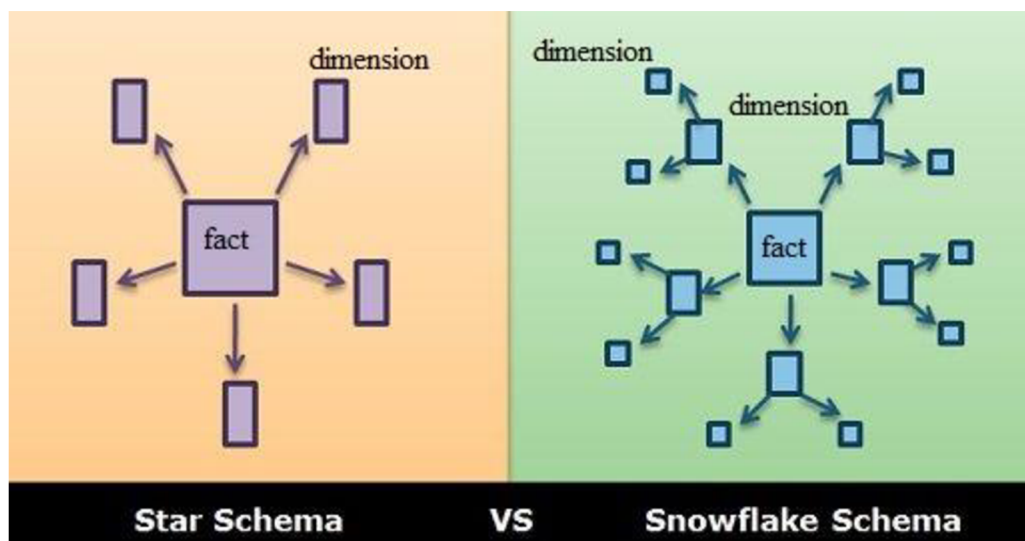 dimension
fact
dimension
dimension
fact
Star Schema VS Snowflake Schema